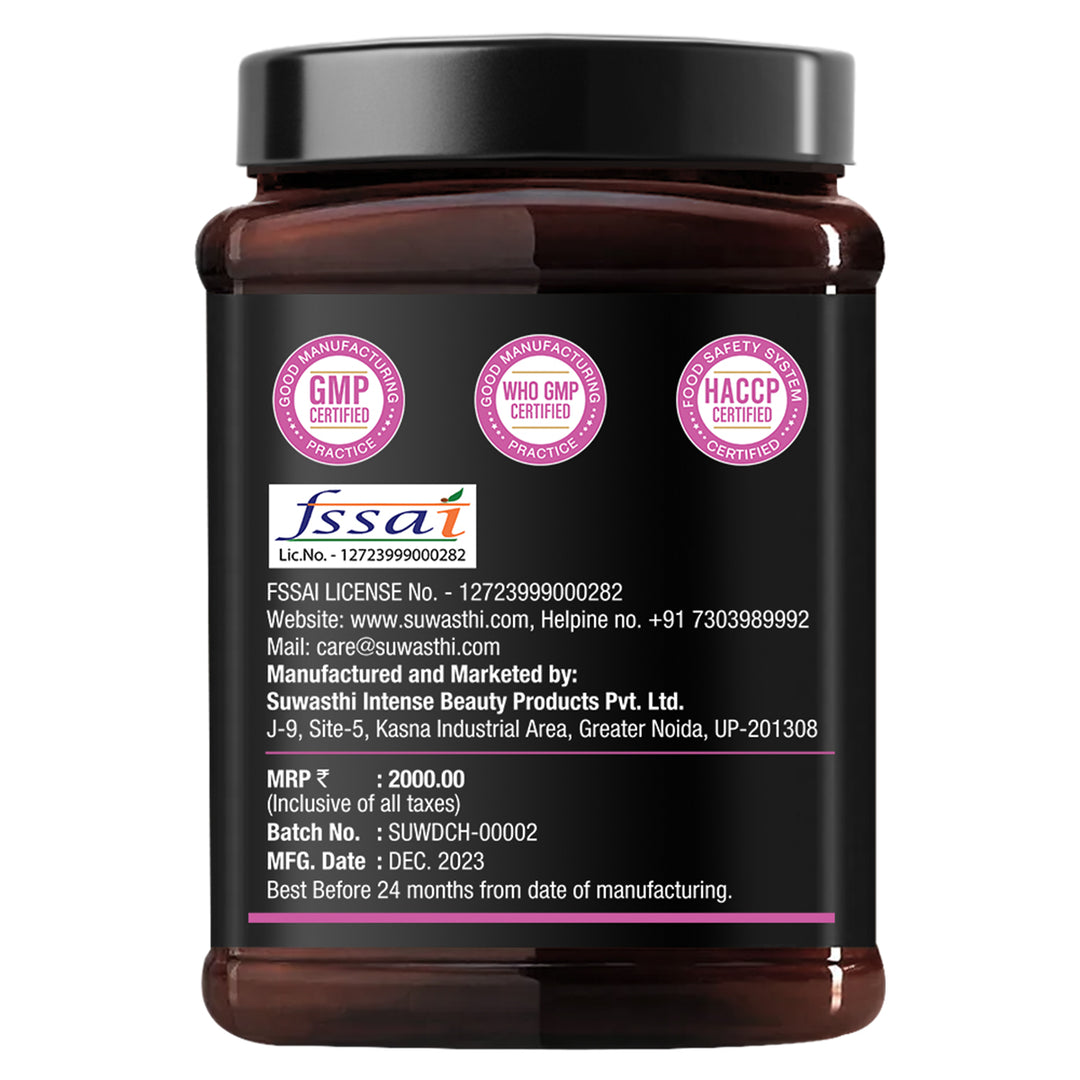 GOOD MANUFACTURING
GMP
CERTIFIED
PRACTICE
GOOD MANUFACTURING
WHO GMP
CERTIFIED
PRACTICE
FOOD SAFETY SYSTEM
HACCP
CERTIFIED
CERTIFIED
fssai
Lic.No. - 12723999000282
FSSAI LICENSE No. - 12723999000282
Website: www.suwasthi.com, Helpine no. +91 7303989992
Mail: care@suwasthi.com
Manufactured and Marketed by:
Suwasthi Intense Beauty Products Pvt. Ltd.
J-9, Site-5, Kasna Industrial Area, Greater Noida, UP-201308
MRP ₹ : 2000.00
(Inclusive of all taxes)
Batch No. : SUWDCH-00002
MFG. Date : DEC. 2023
Best Before 24 months from date of manufacturing.